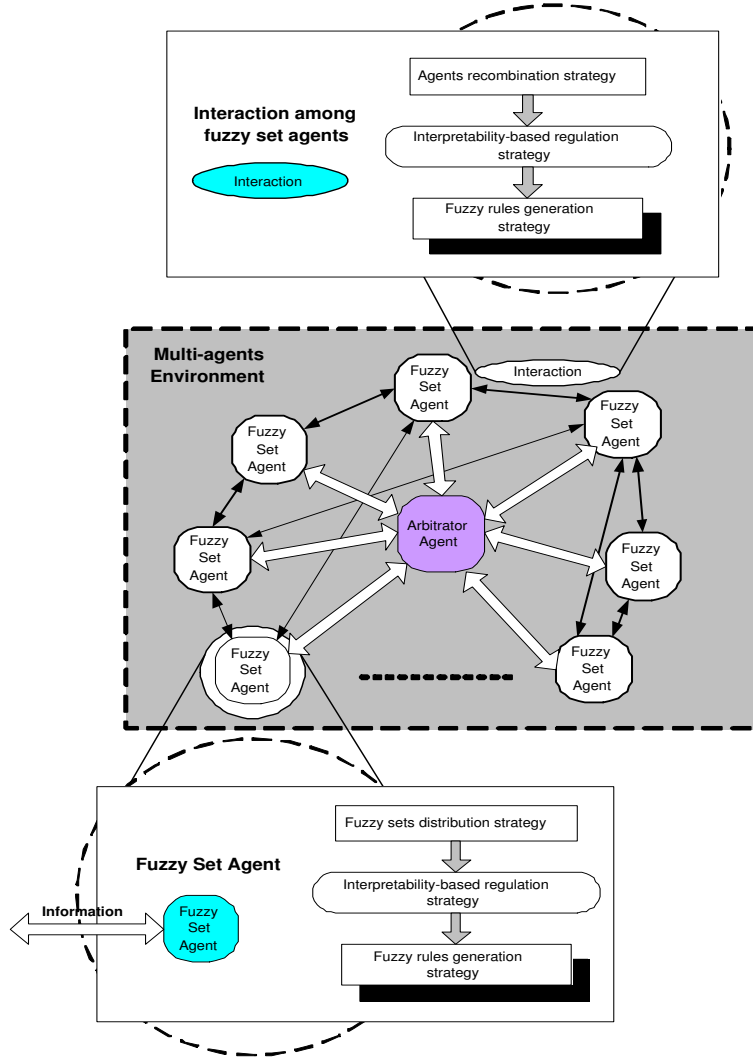 Agents recombination strategy
Interaction among
fuzzy set agents
Interpretability-based regulation
strategy
Interaction
Fuzzy rules generation
strategy
Multi-agents
Environment
Fuzzy
Set
Agent
Interaction
Fuzzy
Set
Agent
Fuzzy
Set
Agent
Arbitrator
Agent
Fuzzy
Set
Agent
Fuzzy
Set
Agent
Fuzzy
Set
Agent
Fuzzy
Set
Agent
Fuzzy sets distribution strategy
Fuzzy Set Agent
Interpretability-based regulation
strategy
Information
Fuzzy
Set
Agent
Fuzzy rules generation
strategy